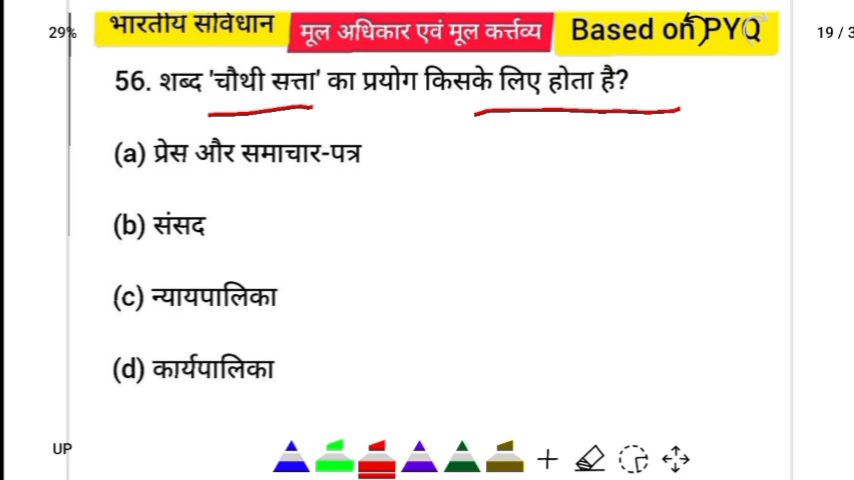 29%
भारतीय संविधान मूल अधिकार एवं मूल कर्त्तव्य Based on PYQ
19 / 3
56. शब्द 'चौथी सत्ता' का प्रयोग किसके लिए होता है?
(a) प्रेस और समाचार-पत्र
(b) संसद
(c) न्यायपालिका
(d) कार्यपालिका
UP